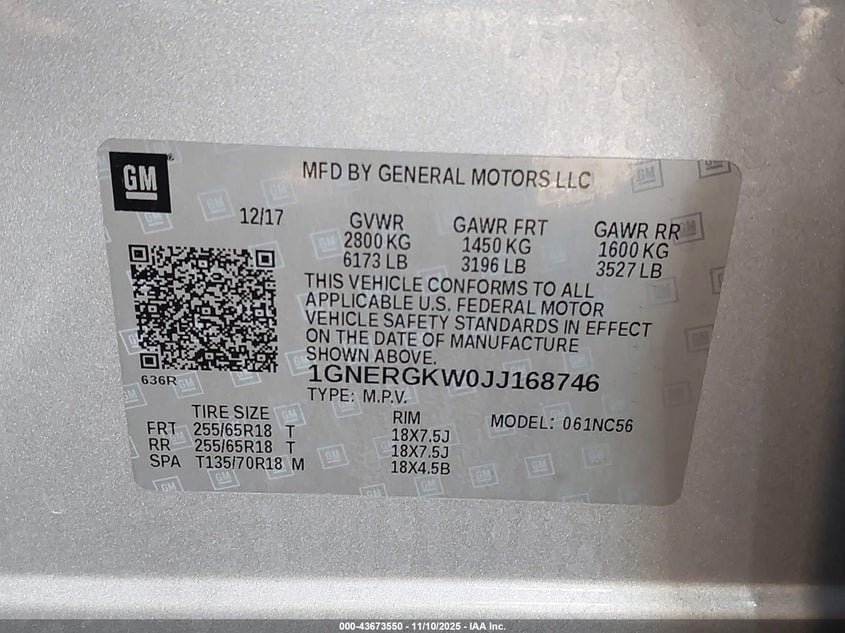 GM
MFD BY GENERAL MOTORS LLC
12/17 GVWR GAWR FRT GAWR RR
2800 KG 1450 KG 1600 KG
6173 LB 3196 LB 3527 LB
THIS VEHICLE CONFORMS TO ALL
APPLICABLE U.S. FEDERAL MOTOR
VEHICLE SAFETY STANDARDS IN EFFECT
ON THE DATE OF MANUFACTURE
SHOWN ABOVE.
636R
1GNERGKW0JJ168746
TYPE: M.P.V.
TIRE SIZE RIM MODEL: 061NC56
FRT 255/65R18 T 18X7.5J
RR 255/65R18 T 18X7.5J
SPA T135/70R18 M 18X4.5B
000-43673550 - 11/10/2025 - IAA Inc.